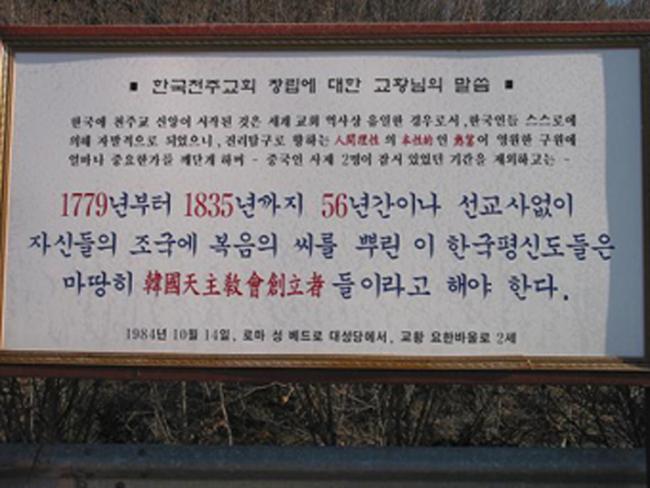 ■ 한국천주교회 창립에 대한 교황님의 말씀 ■
한국에 천주교 신앙이 시작된 것은 세계 교회 역사상 유일한 경우로서, 한국인들 스스로에
의해 자발적으로 되었으니, 진리탐구로 향하는 人間理性의 本性的인 勇躍이 영원한 구원에
얼마나 중요한가를 깨닫게 하며 - 중국인 사제 2명이 잠시 있었던 기간을 제외하고는 -
1779년부터 1835년까지 56년간이나 선교사없이
자신들의 조국에 복음의 씨를 뿌린 이 한국평신도들은
마땅히 韓國天主敎會創立者들이라고 해야 한다.
1984년 10월 14일, 로마 성 베드로 대성당에서, 교황 요한바울로 2세